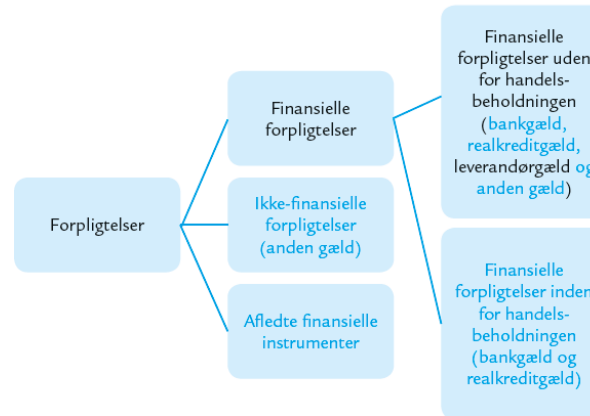 Finansielle
forpligtelser uden
for handels-
beholdningen
(bankgæld,
realkreditgæld,
leverandørgæld og
anden gæld)
Finansielle
forpligtelser
Forpligtelser
Ikke-finansielle
forpligtelser
(anden gæld)
Afledte finansielle
instrumenter
Finansielle
forpligtelser inden
for handels-
beholdningen
(bankgæld og
realkreditgæld)